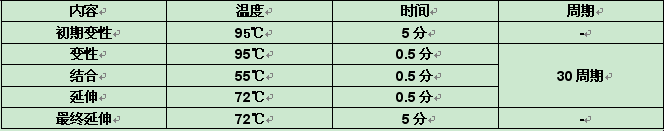 内容 温度 时间 周期
初期变性 95℃ 5分 -
变性 95℃ 0.5分
结合 55℃ 0.5分 30周期
延伸 72℃ 0.5分
最终延伸 72℃ 5分 -